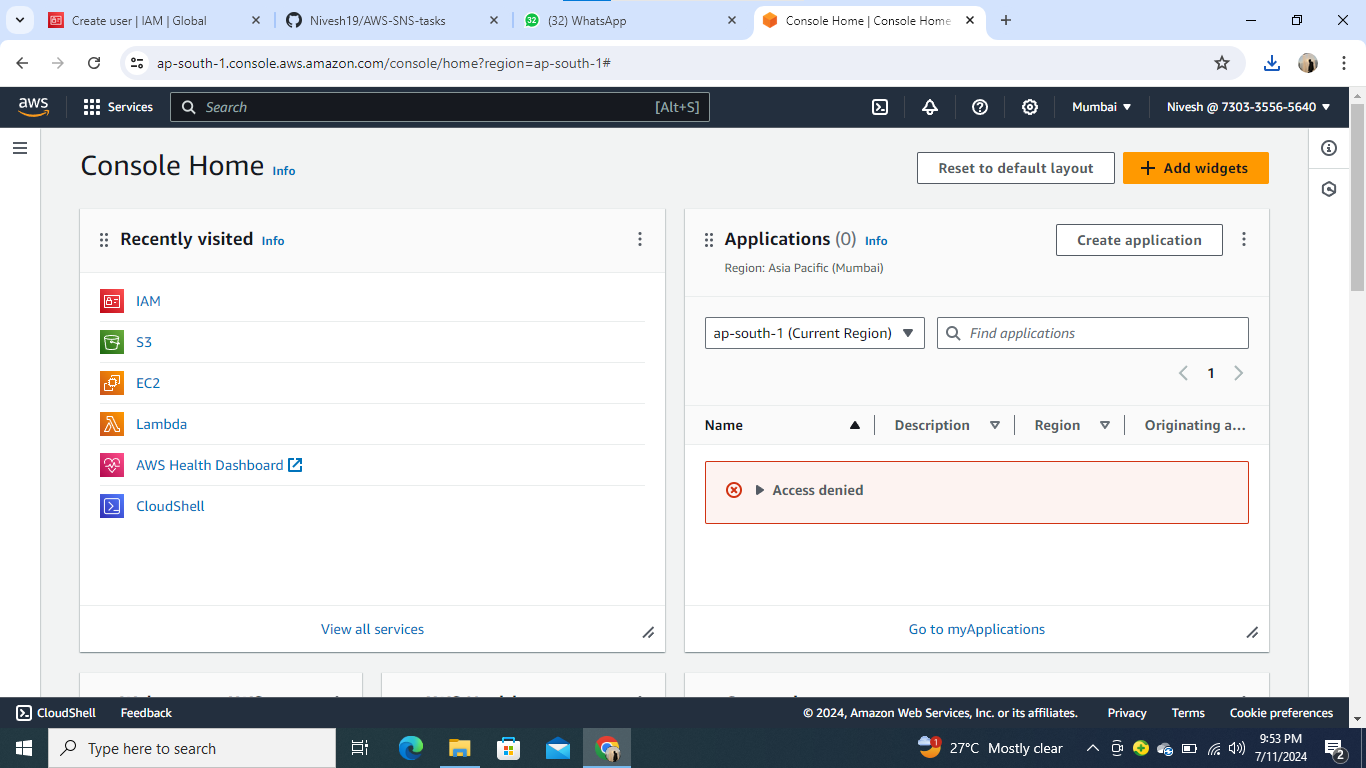 Create user | IAM | Global
Nivesh19/AWS-SNS-tasks
(32) WhatsApp
Console Home | Console Home
ap-south-1.console.aws.amazon.com/console/home?region=ap-south-1#
aws
Services
Search
[Alt+S]
Mumbai
Nivesh @ 7303-3556-5640
Console Home Info
Reset to default layout
Add widgets
Recently visited Info
IAM
S3
EC2
Lambda
AWS Health Dashboard
CloudShell
View all services
Applications (0) Info
Region: Asia Pacific (Mumbai)
Create application
ap-south-1 (Current Region)
Find applications
1
Name
Description
Region
Originating a...
Access denied
Go to myApplications
CloudShell
Feedback
© 2024, Amazon Web Services, Inc. or its affiliates.
Privacy
Terms
Cookie preferences
Type here to search
1
27°C Mostly clear
9:53 PM
7/11/2024
2